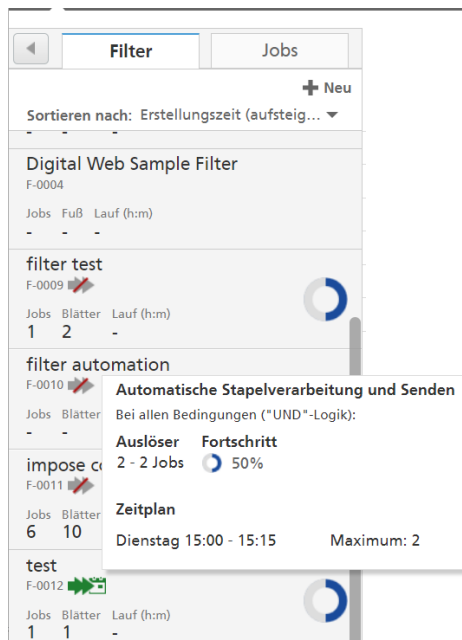 Filter Jobs
Neu
Sortieren nach: Erstellungszeit (aufsteig...
- - -
Digital Web Sample Filter
F-0004
Jobs Fuß Lauf (h:m)
- - -
filter test
F-0009
Jobs Blätter Lauf (h:m)
1 2 -
filter automation
F-0010
Jobs Blätter
- -
impose c
F-0011
Jobs Blätter
6 10
Automatische Stapelverarbeitung und Senden
Bei allen Bedingungen ("UND"-Logik):
Auslöser Fortschritt
2 - 2 Jobs 50%
Zeitplan
Dienstag 15:00 - 15:15 Maximum: 2
test
F-0012
Jobs Blätter Lauf (h:m)
1 1 -